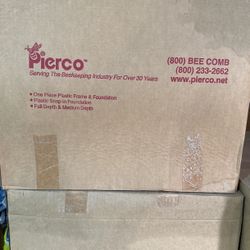 Pierco™
Serving The Beekeeping Industry For Over 30 Years
(800) BEE COMB
(800) 233-2662
www.pierco.net
• One Piece Plastic Frame & Foundation
• Plastic Snap-in Foundation
• Full Depth & Medium Depth